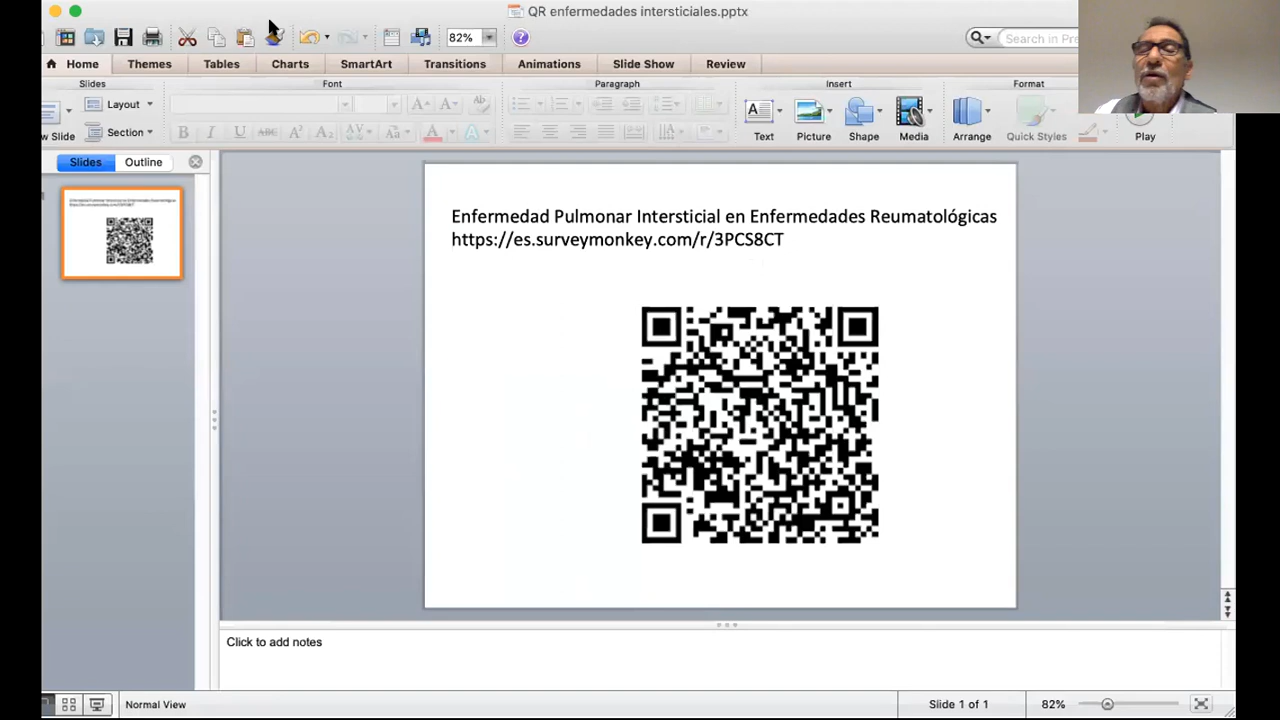 QR enfermedades intersticiales.pptx
82%
Search in Pre
Home Themes Tables Charts SmartArt Transitions Animations Slide Show Review
Slides Font Paragraph Insert Format
Layout
Section
Text Picture Shape Media Arrange Quick Styles Play
Slides Outline
Enfermedad Pulmonar Intersticial en Enfermedades Reumatológicas
https://es.surveymonkey.com/r/3PCS8CT
Click to add notes
Normal View Slide 1 of 1 82%